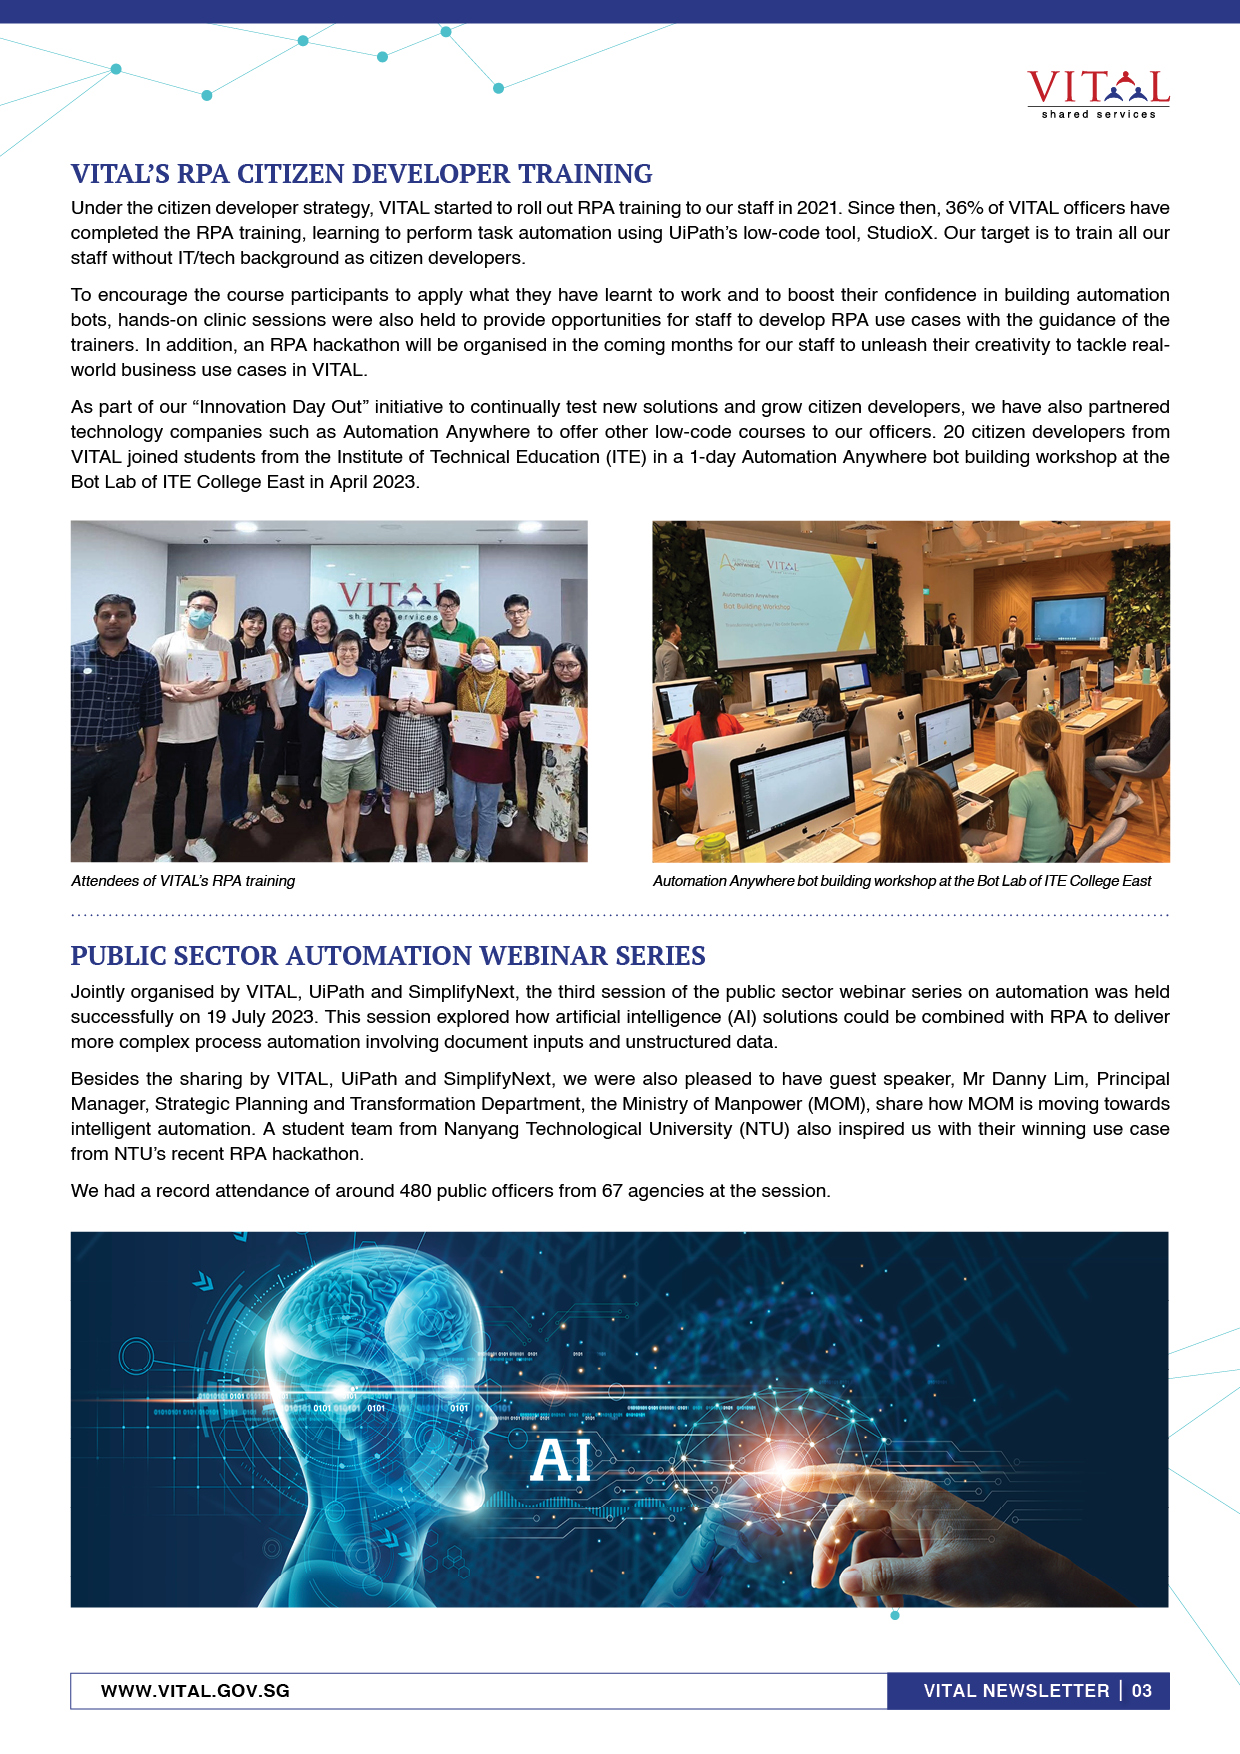 VITAL
shared services
VITAL’S RPA CITIZEN DEVELOPER TRAINING
Under the citizen developer strategy, VITAL started to roll out RPA training to our staff in 2021. Since then, 36% of VITAL officers have
completed the RPA training, learning to perform task automation using UiPath’s low-code tool, StudioX. Our target is to train all our
staff without IT/tech background as citizen developers.
To encourage the course participants to apply what they have learnt to work and to boost their confidence in building automation
bots, hands-on clinic sessions were also held to provide opportunities for staff to develop RPA use cases with the guidance of the
trainers. In addition, an RPA hackathon will be organised in the coming months for our staff to unleash their creativity to tackle real-
world business use cases in VITAL.
As part of our “Innovation Day Out” initiative to continually test new solutions and grow citizen developers, we have also partnered
technology companies such as Automation Anywhere to offer other low-code courses to our officers. 20 citizen developers from
VITAL joined students from the Institute of Technical Education (ITE) in a 1-day Automation Anywhere bot building workshop at the
Bot Lab of ITE College East in April 2023.
VITAL
shared services
VITAL
Automation Anywhere
Bot Building Workshop
Attendees of VITAL’s RPA training
Automation Anywhere bot building workshop at the Bot Lab of ITE College East
PUBLIC SECTOR AUTOMATION WEBINAR SERIES
Jointly organised by VITAL, UiPath and SimplifyNext, the third session of the public sector webinar series on automation was held
successfully on 19 July 2023. This session explored how artificial intelligence (AI) solutions could be combined with RPA to deliver
more complex process automation involving document inputs and unstructured data.
Besides the sharing by VITAL, UiPath and SimplifyNext, we were also pleased to have guest speaker, Mr Danny Lim, Principal
Manager, Strategic Planning and Transformation Department, the Ministry of Manpower (MOM), share how MOM is moving towards
intelligent automation. A student team from Nanyang Technological University (NTU) also inspired us with their winning use case
from NTU’s recent RPA hackathon.
We had a record attendance of around 480 public officers from 67 agencies at the session.
AI
WWW.VITAL.GOV.SG
VITAL NEWSLETTER | 03